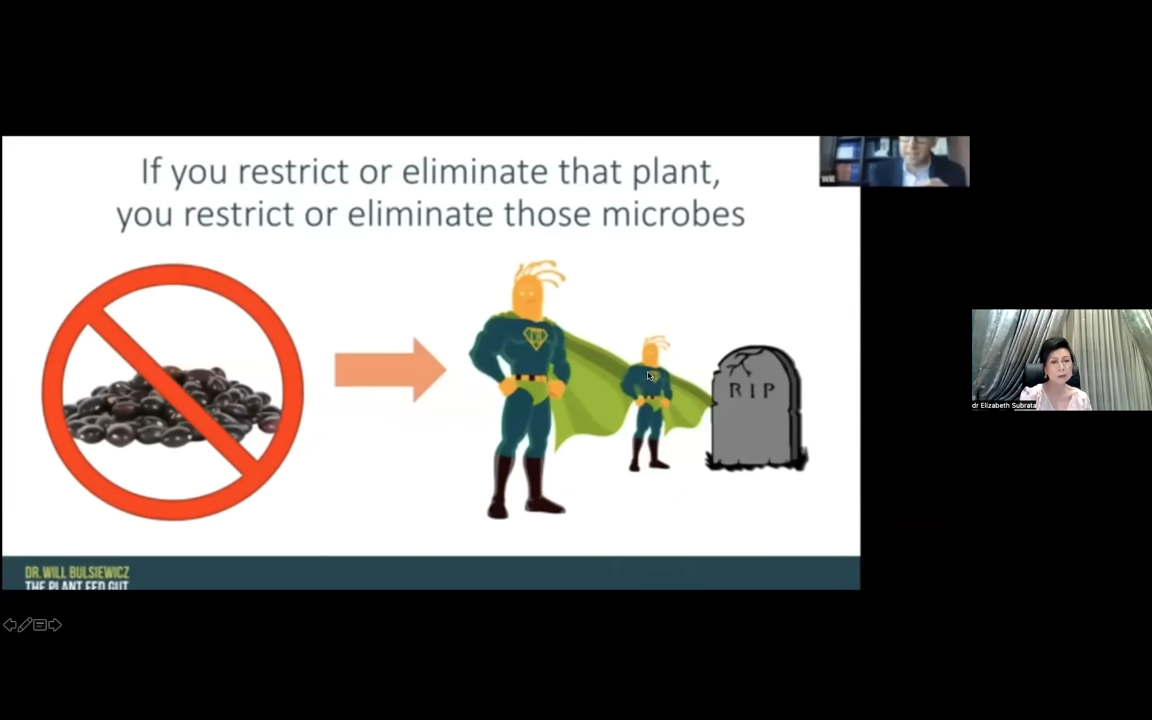 If you restrict or eliminate that plant,
you restrict or eliminate those microbes
Will
RIP
dr Elizabeth Subrata
DR. WILL BULSIEWICZ
THE PLANT FED GUT